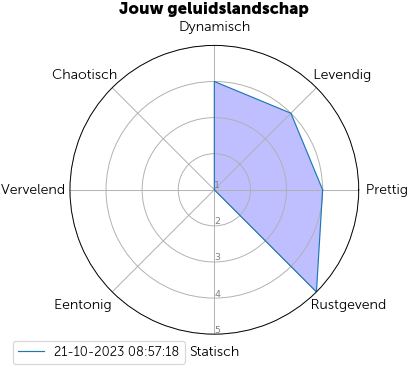 Jouw geluidslandschap
Dynamisch
Chaotisch
Levendig
Vervelend
Prettig
1
2
3
4
5
Eentonig
Rustgevend
21-10-2023 08:57:18
Statisch